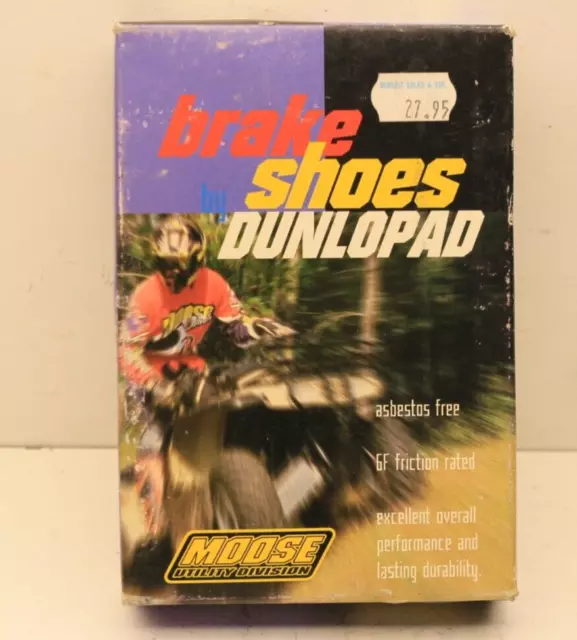 27.95
brake
shoes
by
DUNLOPAD
MOOSE
asbestos free
GF friction rated
excellent overall
performance and
lasting durability.
MOOSE
UTILITY DIVISION